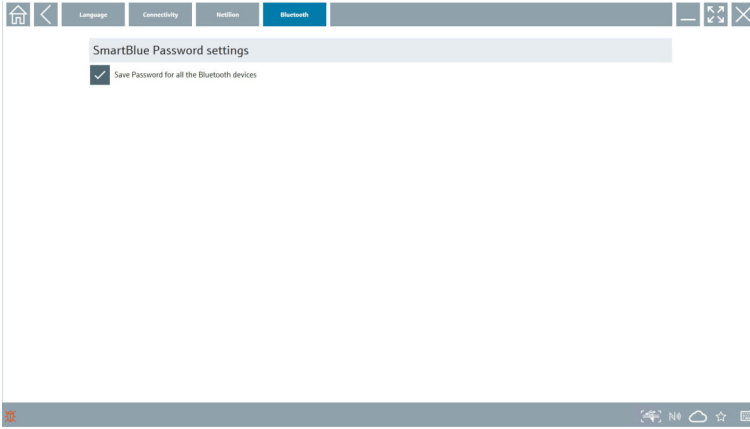 Language Connectivity Netilion Bluetooth
SmartBlue Password settings
Save Password for all the Bluetooth devices